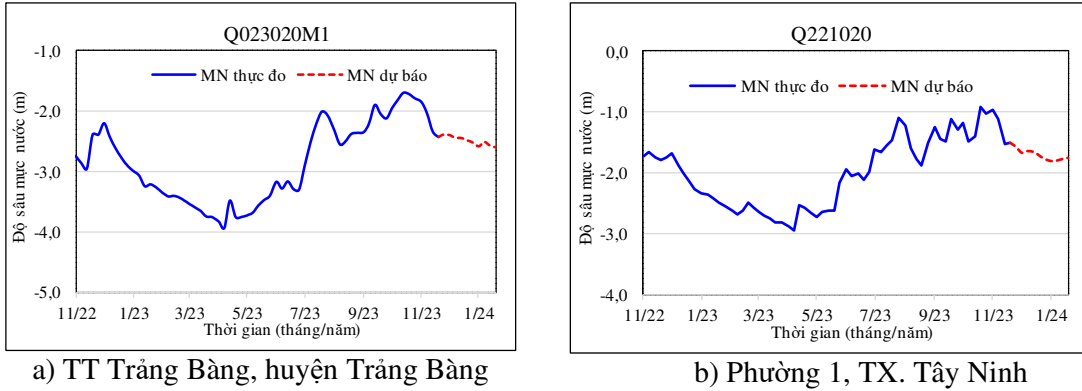 Q023020M1
-1,0
-2,0
-3,0
-4,0
-5,0
Độ sâu mực nước (m)
MN thực đo
MN dự báo
11/22 1/23 3/23 5/23 7/23 9/23 11/23 1/24
Thời gian (tháng/năm)
a) TT Trảng Bàng, huyện Trảng Bàng
Q221020
0,0
-1,0
-2,0
-3,0
-4,0
Độ sâu mực nước (m)
MN thực đo
MN dự báo
11/22 1/23 3/23 5/23 7/23 9/23 11/23 1/24
Thời gian (tháng/năm)
b) Phường 1, TX. Tây Ninh